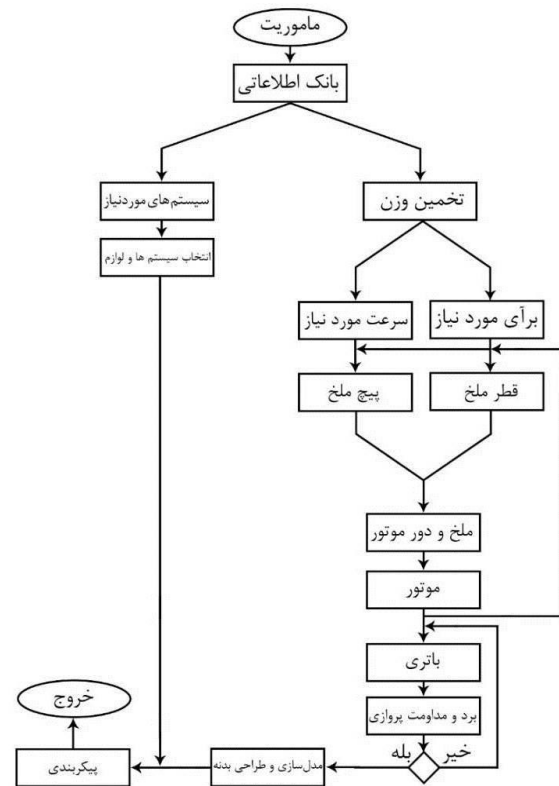 ماموریت
بانک اطلاعاتی
سیستم‌های موردنیاز
تخمین وزن
انتخاب سیستم ها و لوازم
سرعت مورد نیاز
برآی مورد نیاز
پیچ ملخ
قطر ملخ
ملخ و دور موتور
موتور
باتری
برد و مداومت پروازی
خیر
بله
مدل‌سازی و طراحی بدنه
پیکربندی
خروج